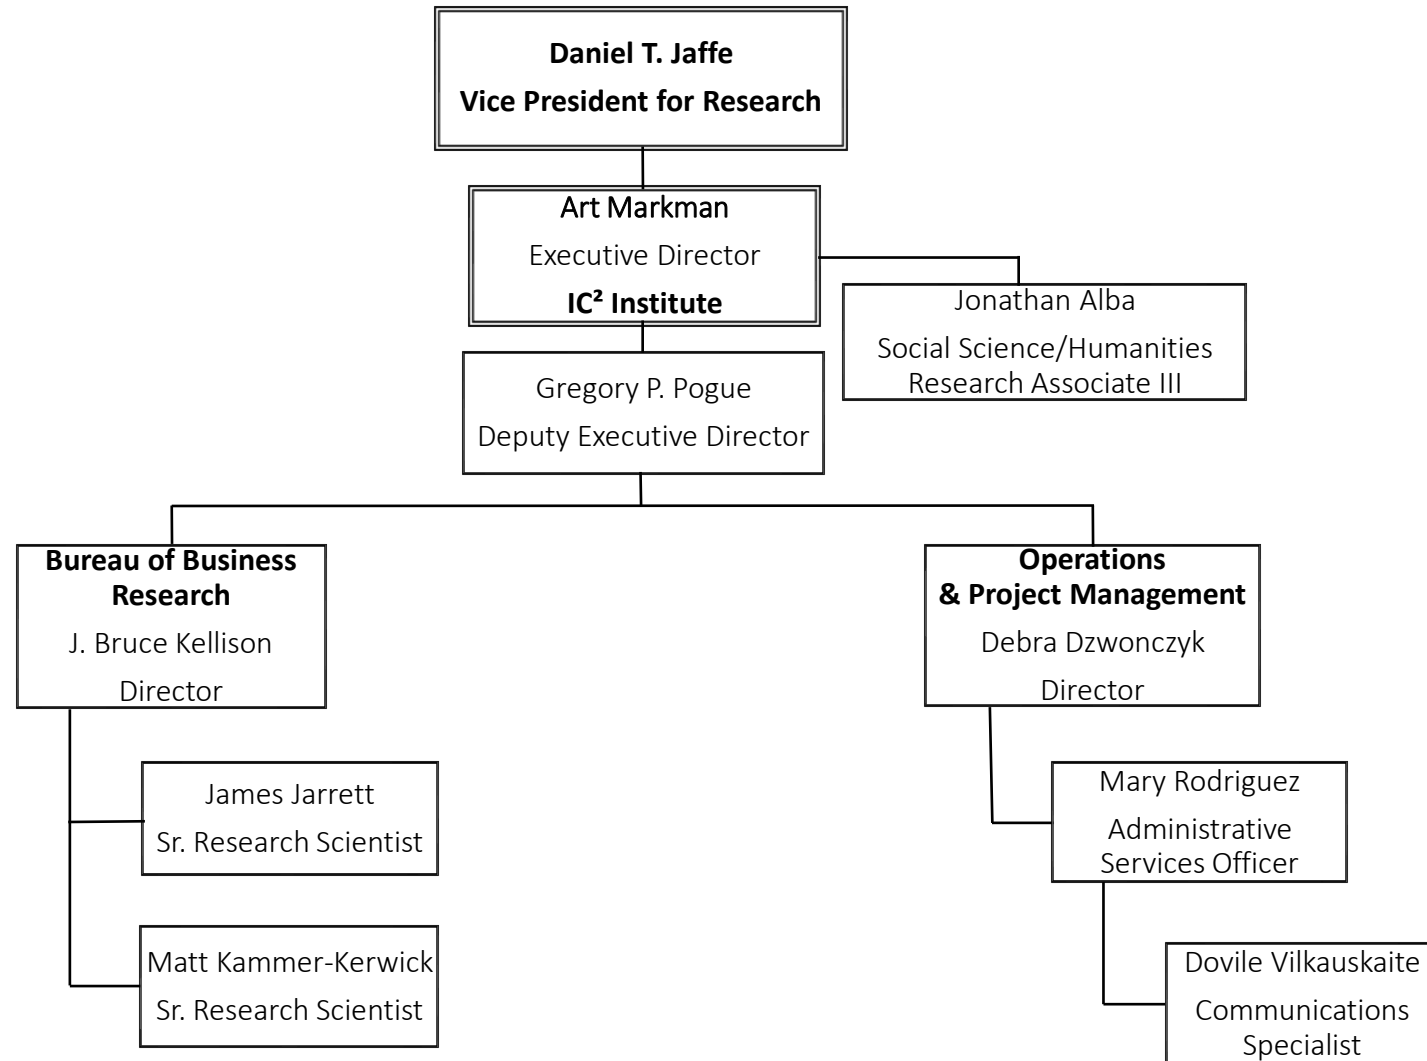 Daniel T. Jaffe
Vice President for Research
Art Markman
Executive Director
IC² Institute
Jonathan Alba
Social Science/Humanities
Research Associate III
Gregory P. Pogue
Deputy Executive Director
Bureau of Business
Research
J. Bruce Kellison
Director
Operations
& Project Management
Debra Dzwonczyk
Director
James Jarrett
Sr. Research Scientist
Mary Rodriguez
Administrative
Services Officer
Matt Kammer-Kerwick
Sr. Research Scientist
Dovile Vilkauskaite
Communications
Specialist